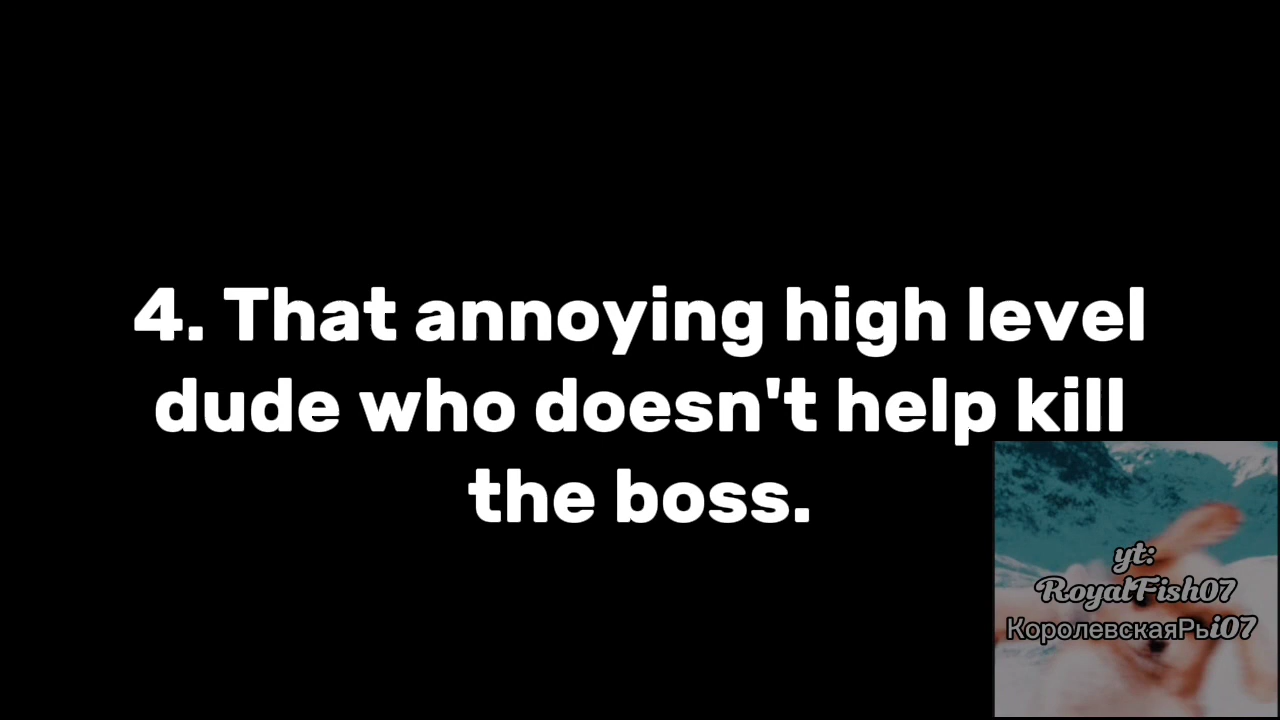 4. That annoying high level
dude who doesn't help kill
the boss.
yt:
RoyalFish07
КоролевскаяРыi07